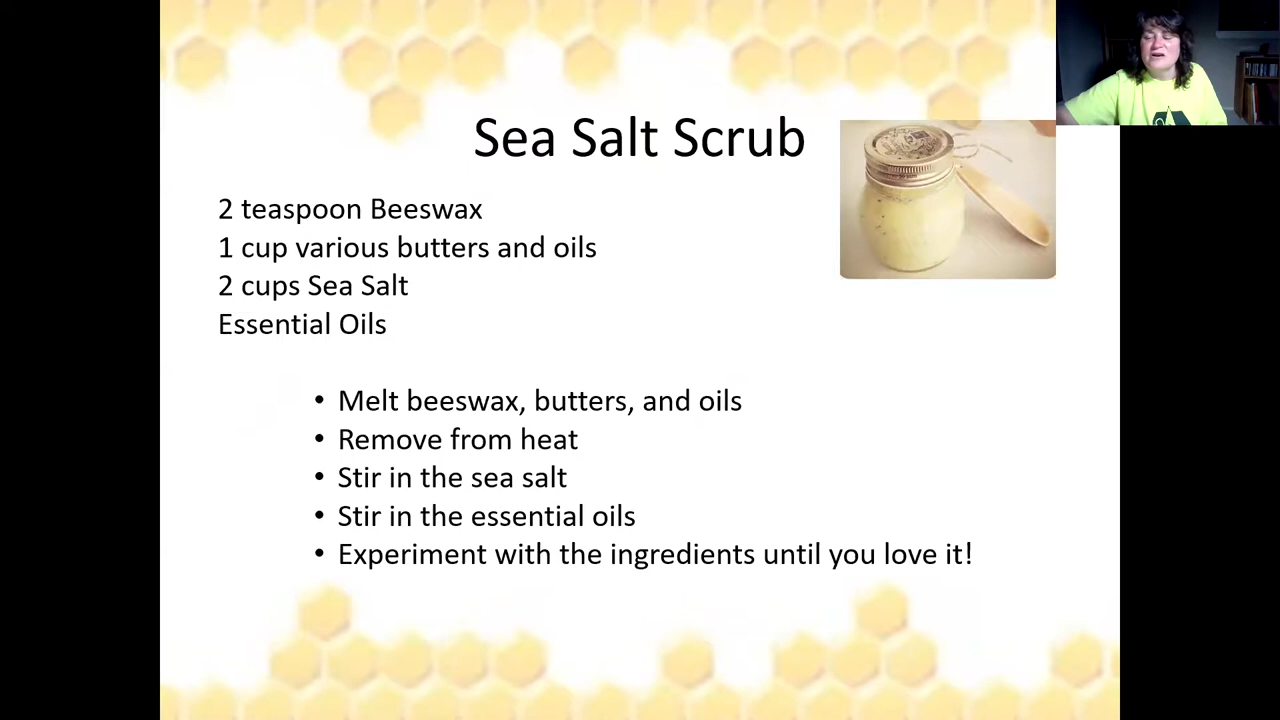 Sea Salt Scrub
2 teaspoon Beeswax
1 cup various butters and oils
2 cups Sea Salt
Essential Oils
• Melt beeswax, butters, and oils
• Remove from heat
• Stir in the sea salt
• Stir in the essential oils
• Experiment with the ingredients until you love it!